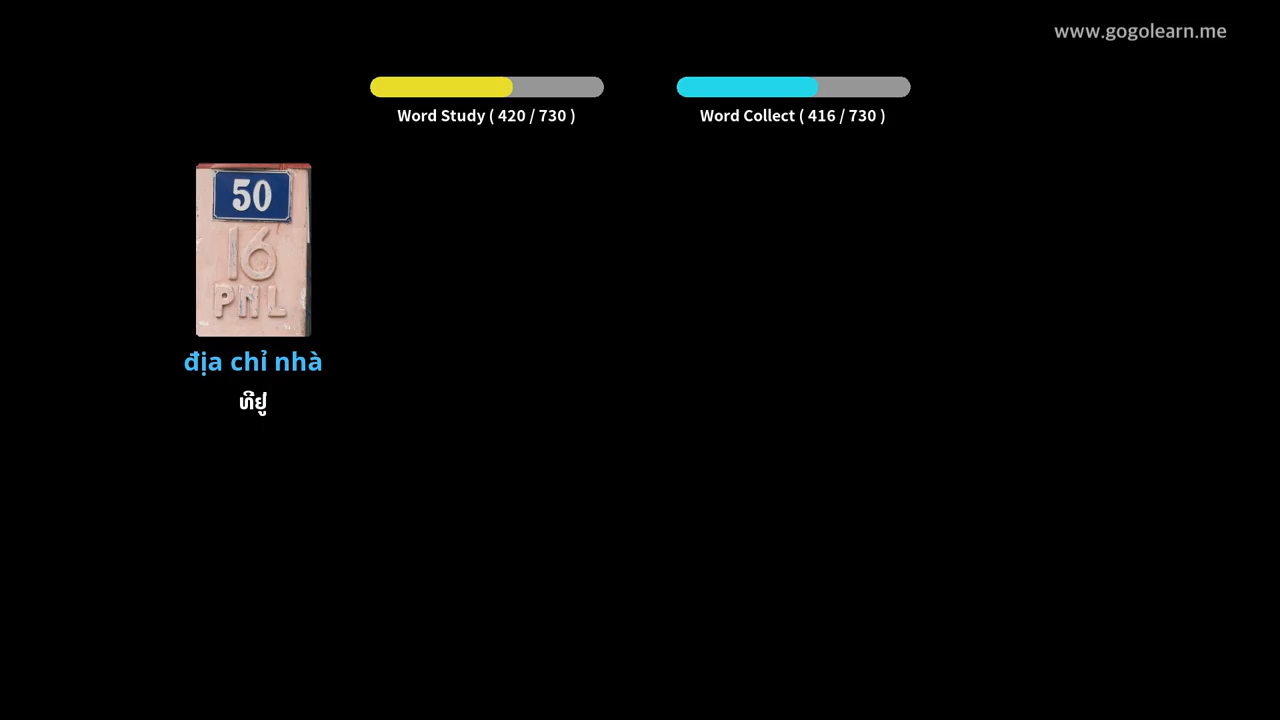 www.gogolearn.me
Word Study ( 420 / 730 )
Word Collect ( 416 / 730 )
50
16
PNL
địa chỉ nhà
ທີຢູ່